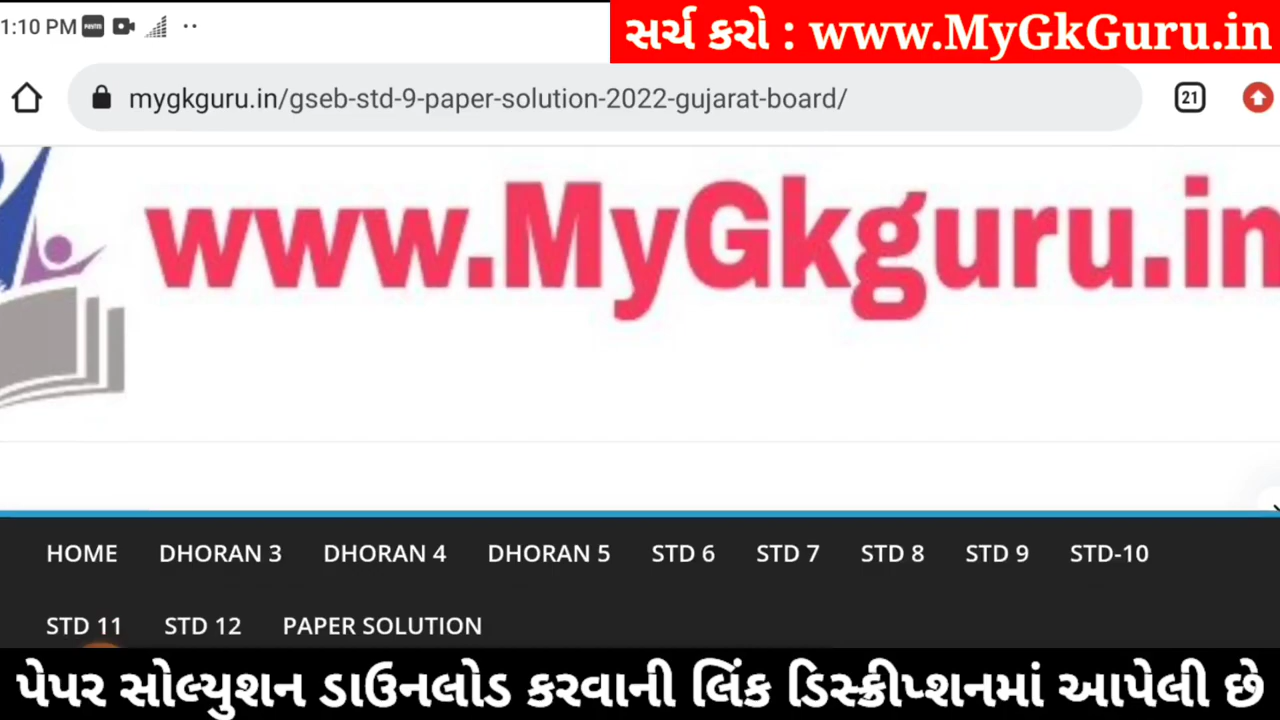 1:10 PM
સર્ચ કરો : www.MyGkGuru.in
mygkguru.in/gseb-std-9-paper-solution-2022-gujarat-board/
21
www.MyGkguru.in
HOME DHORAN 3 DHORAN 4 DHORAN 5 STD 6 STD 7 STD 8 STD 9 STD-10
STD 11 STD 12 PAPER SOLUTION
પેપર સોલ્યુશન ડાઉનલોડ કરવાની લિંક ડિસ્ક્રીપ્શનમાં આપેલી છે